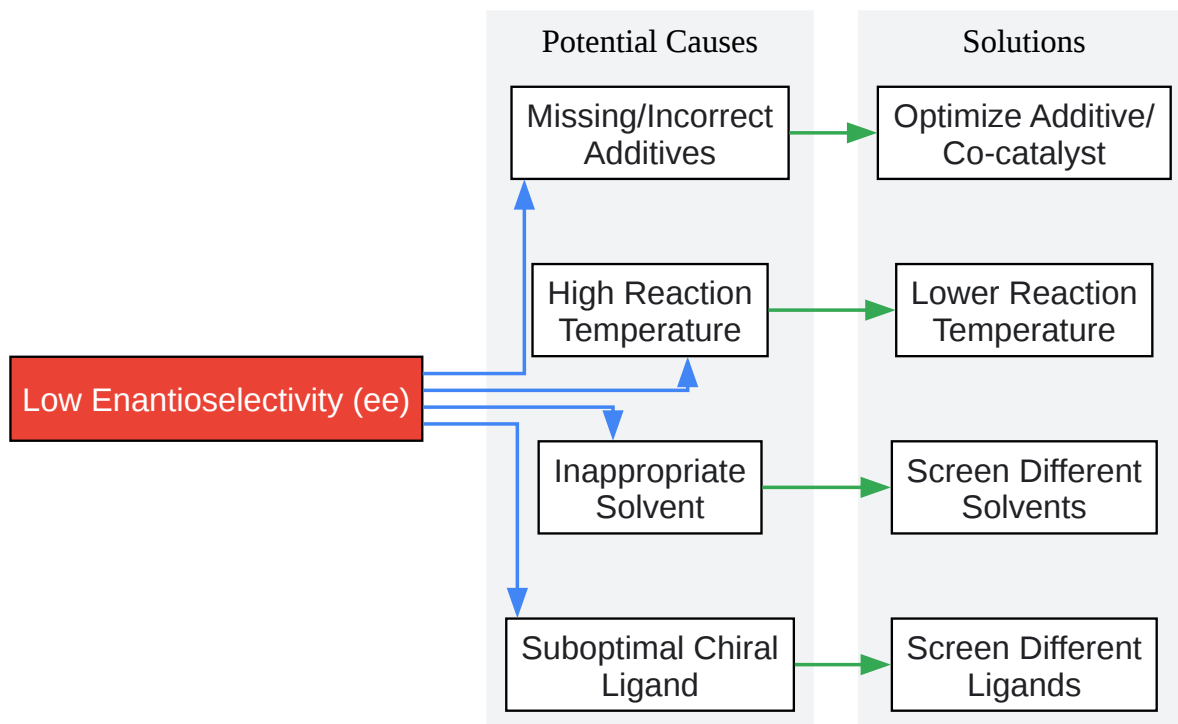 Potential Causes
Solutions
Missing/Incorrect
Additives
Optimize Additive/
Co-catalyst
High Reaction
Temperature
Lower Reaction
Temperature
Low Enantioselectivity (ee)
Inappropriate
Solvent
Screen Different
Solvents
Suboptimal Chiral
Ligand
Screen Different
Ligands